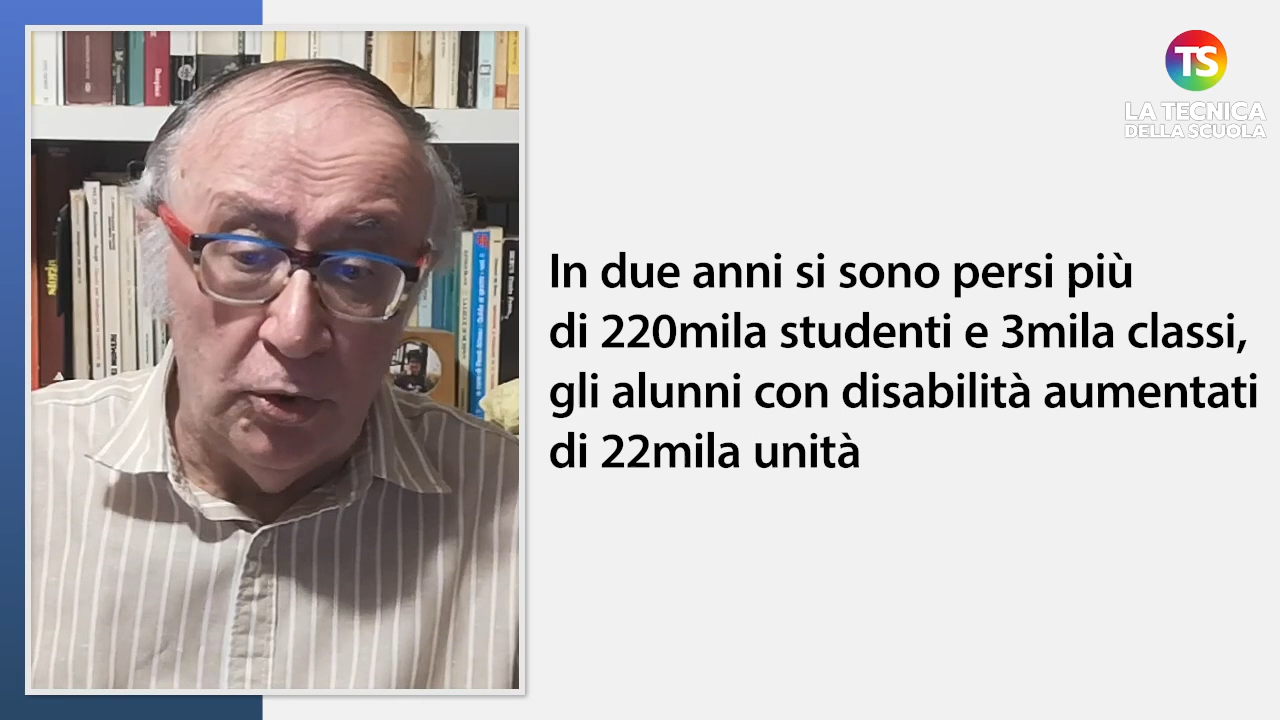 TS
LA TECNICA
DELLA SCUOLA
In due anni si sono persi più
di 220mila studenti e 3mila classi,
gli alunni con disabilità aumentati
di 22mila unità